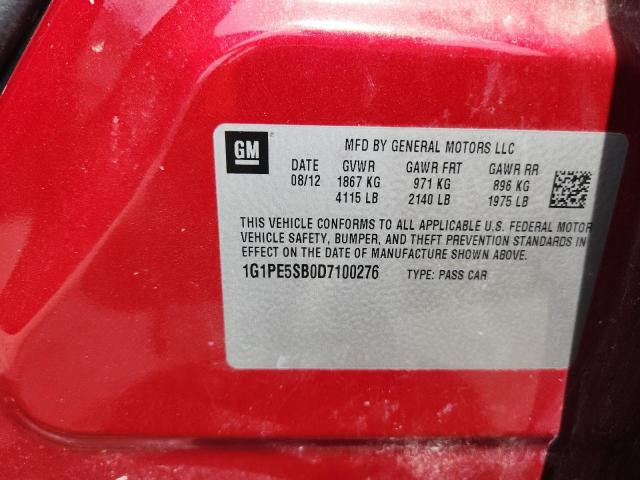 GM
MFD BY GENERAL MOTORS LLC
DATE GVWR GAWR FRT GAWR RR
08/12 1867 KG 971 KG 896 KG
4115 LB 2140 LB 1975 LB
THIS VEHICLE CONFORMS TO ALL APPLICABLE U.S. FEDERAL MOTOR
VEHICLE SAFETY, BUMPER, AND THEFT PREVENTION STANDARDS IN
EFFECT ON THE DATE OF MANUFACTURE SHOWN ABOVE.
1G1PE5SB0D7100276 TYPE: PASS CAR